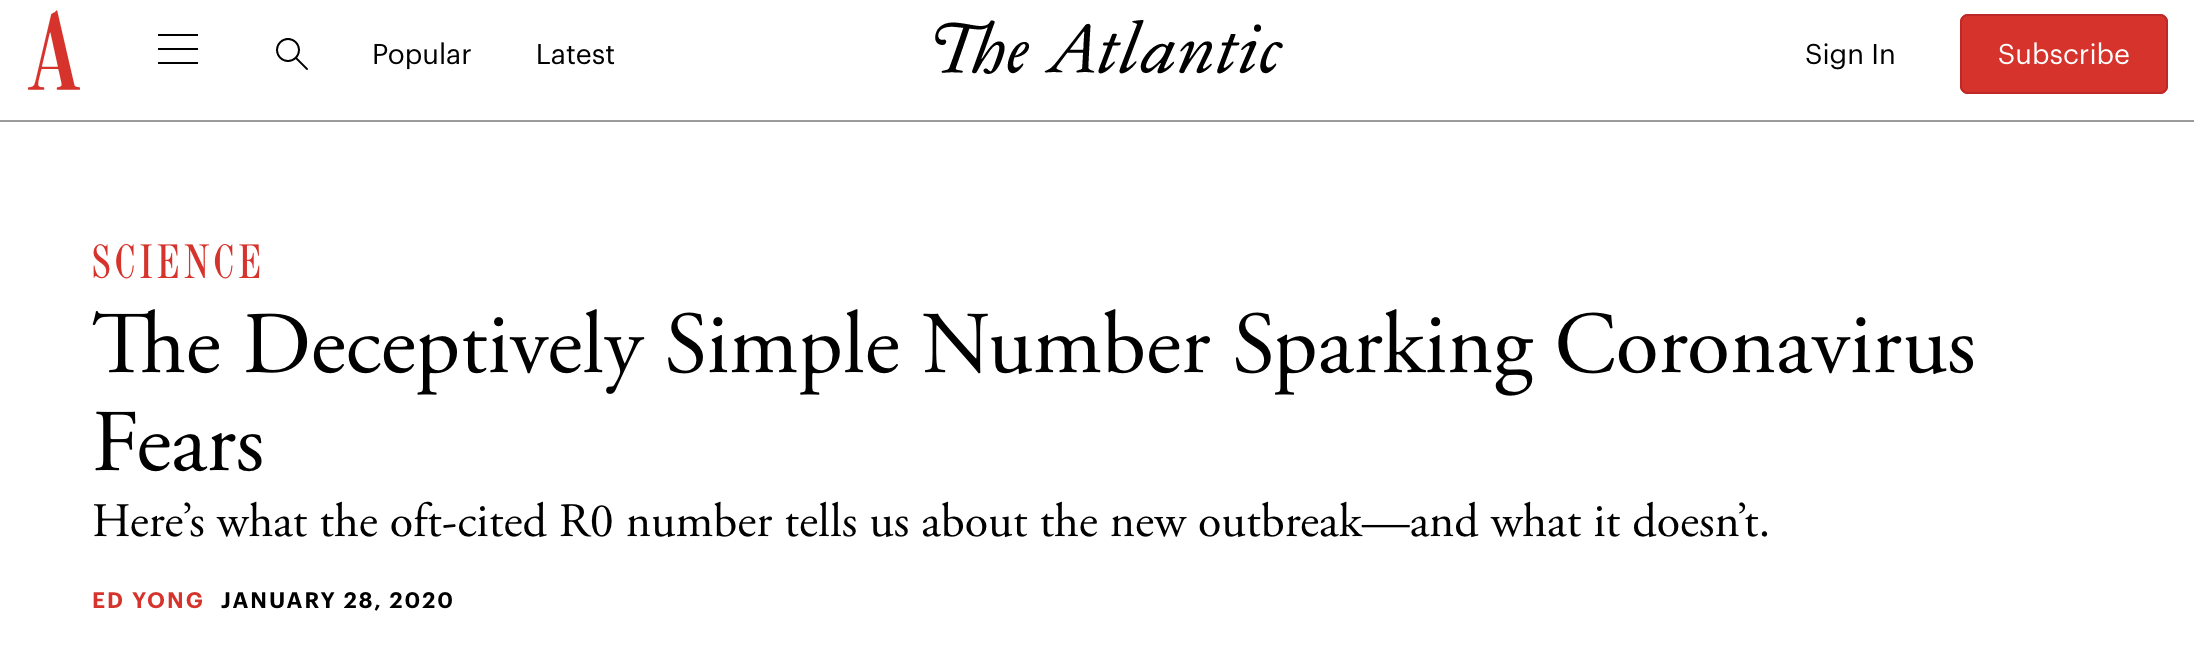 A
Popular
Latest
The Atlantic
Sign In
Subscribe
SCIENCE
The Deceptively Simple Number Sparking Coronavirus
Fears
Here’s what the oft-cited R0 number tells us about the new outbreak—and what it doesn’t.
ED YONG JANUARY 28, 2020